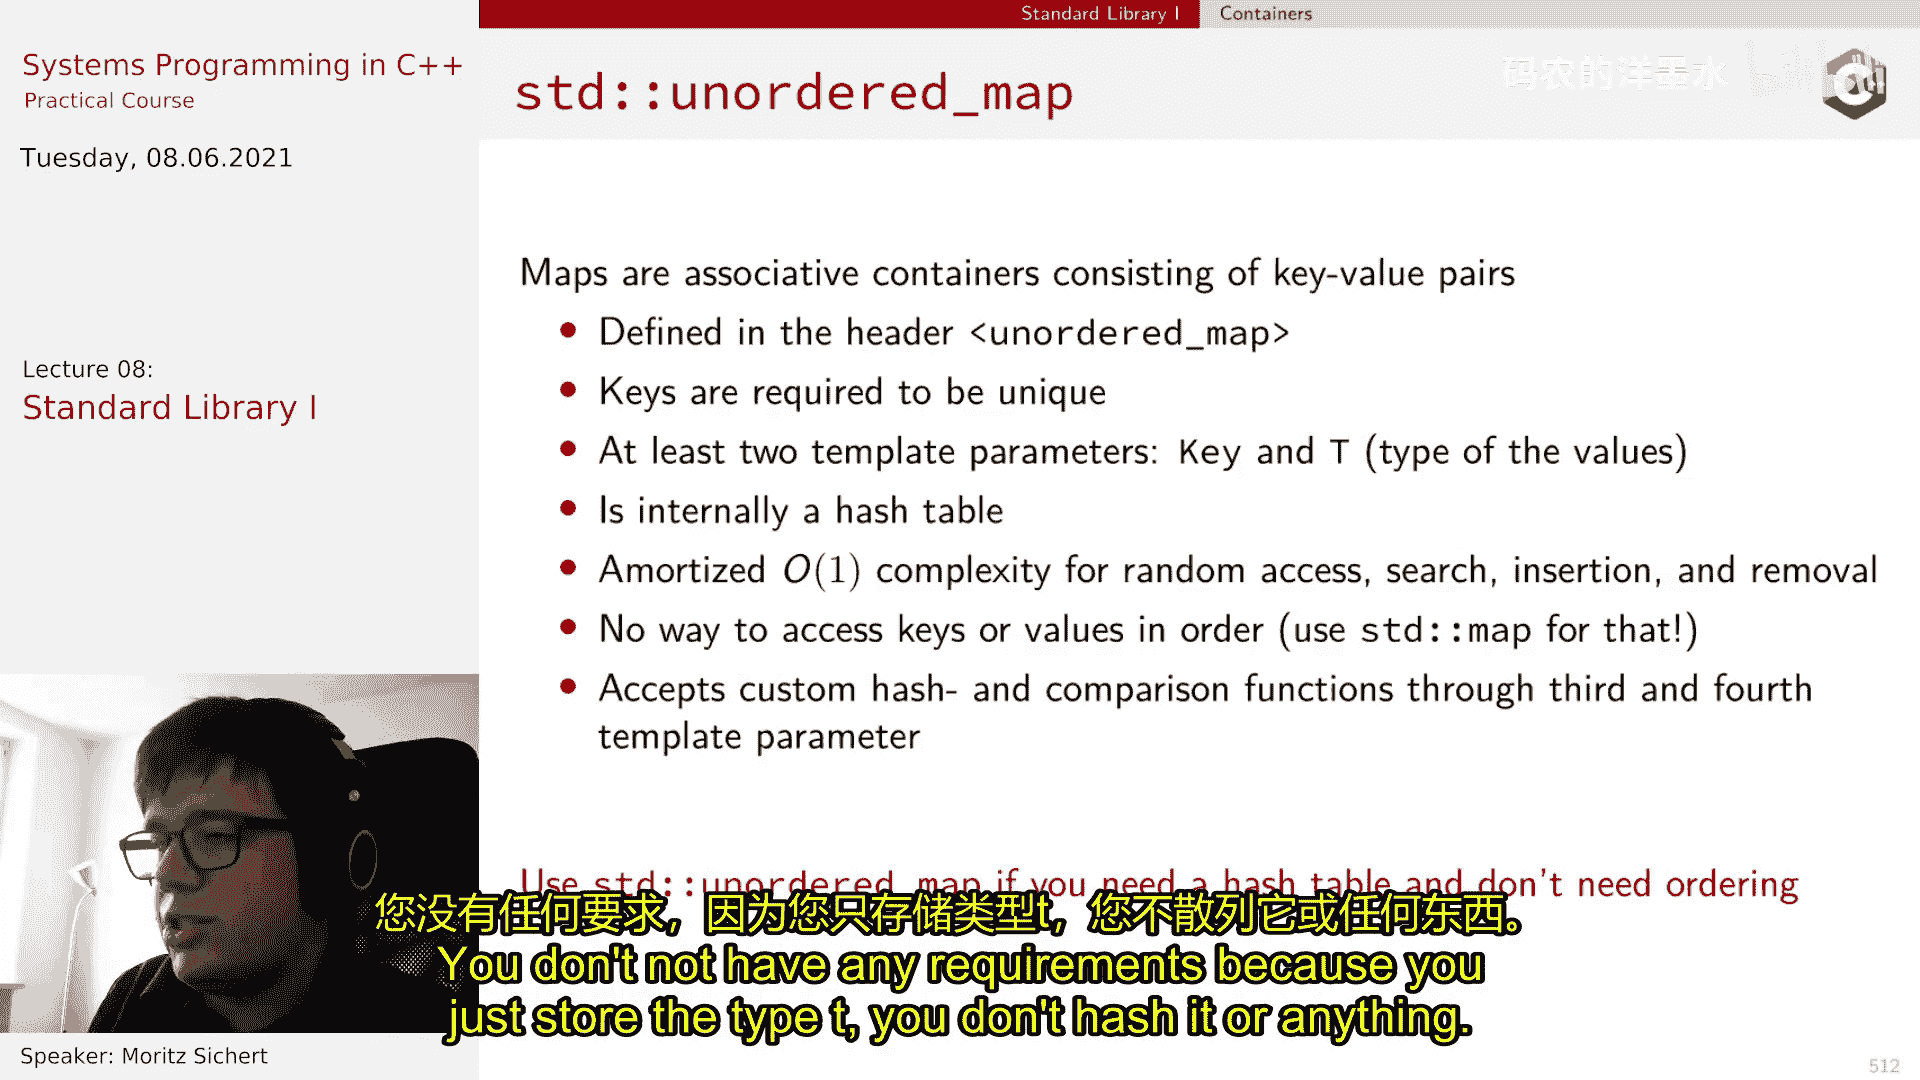 Standard Library I
Containers
Systems Programming in C++
Practical Course
Tuesday, 08.06.2021
Lecture 08:
Standard Library I
std::unordered_map
码农的洋墨水
Maps are associative containers consisting of key-value pairs
Defined in the header <unordered_map>
Keys are required to be unique
At least two template parameters: Key and T (type of the values)
Is internally a hash table
Amortized O(1) complexity for random access, search, insertion, and removal
No way to access keys or values in order (use std::map for that!)
Accepts custom hash- and comparison functions through third and fourth
template parameter
Use std::unordered_map if you need a hash table and don't need ordering
您没有任何要求，因为您只存储类型t，您不散列它或任何东西。
You don't not have any requirements because you
just store the type t, you don't hash it or anything.
Speaker: Moritz Sichert
512